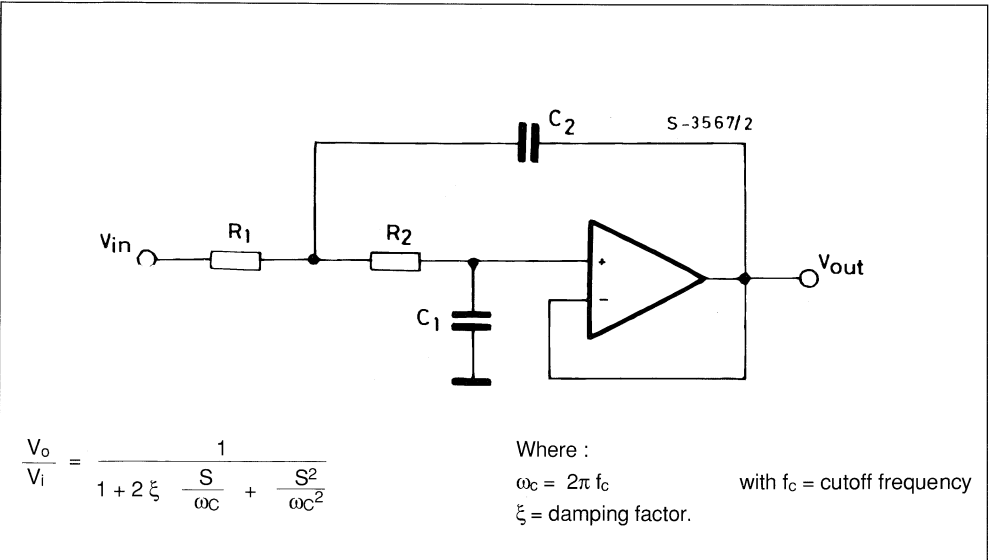 C2
S-3567/2
Vin
R1
R2
Vout
+
−
C1
Vo
Vi
=
1
1 + 2 ξ S/ωC + S²/ωC²
Where :
ωC = 2π fC with fC = cutoff frequency
ξ = damping factor.